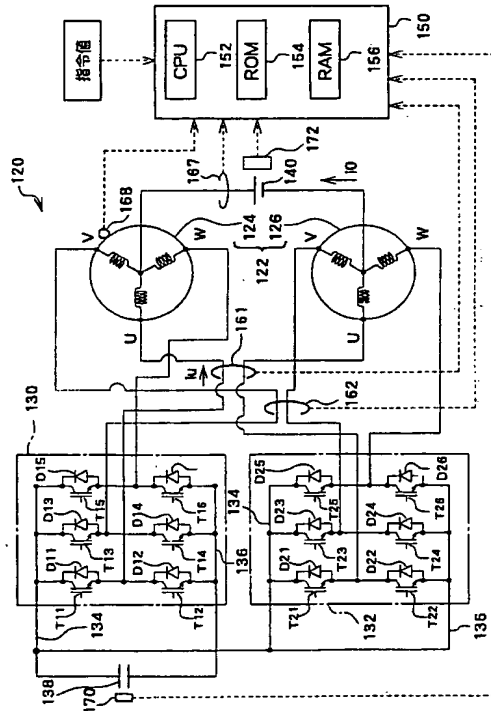 120
指令値
CPU
152
ROM
154
RAM
156
150
172
167
168
140
I0
V
124
W
U
126
122
V
W
U
161
Iu
162
130
D15
T15
D13
T13
D11
T11
D14
T16
D12
T14
T12
134
136
138
170
D25
T25
D23
T23
D21
T21
D26
T26
D24
T24
D22
T22
134
132
136